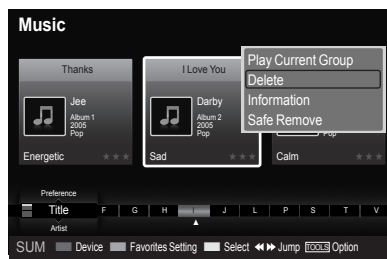 Music
Thanks
Jee
Album 1
2005
Pop
Energetic
I Love You
Darby
Album 2
2005
Pop
Sad
Pop
Calm
Play Current Group
Delete
Information
Safe Remove
Preference
Title
Artist
F G H I J L P S T V
SUM Device Favorites Setting Select Jump TOOLS Option